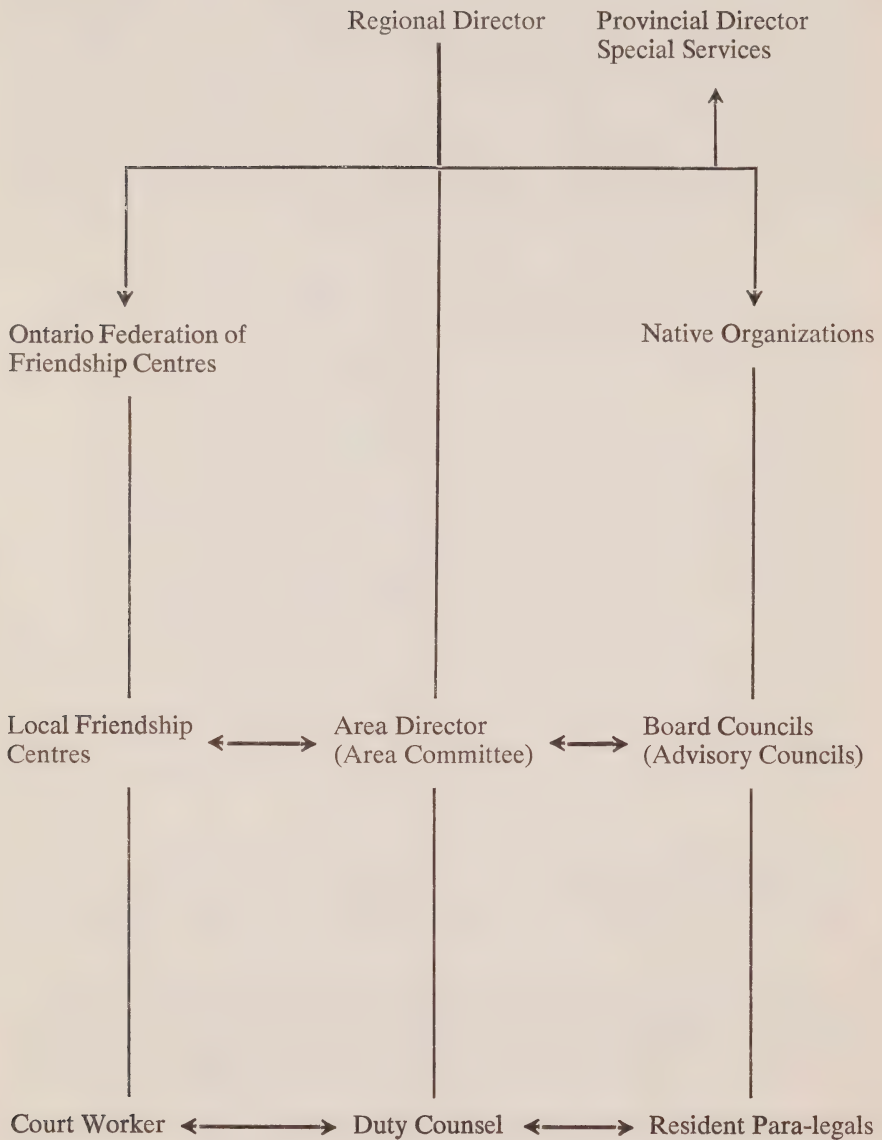 Regional Director
Provincial Director
Special Services
Ontario Federation of
Friendship Centres
Native Organizations
Local Friendship
Centres
Area Director
(Area Committee)
Board Councils
(Advisory Councils)
Court Worker
Duty Counsel
Resident Para-legals